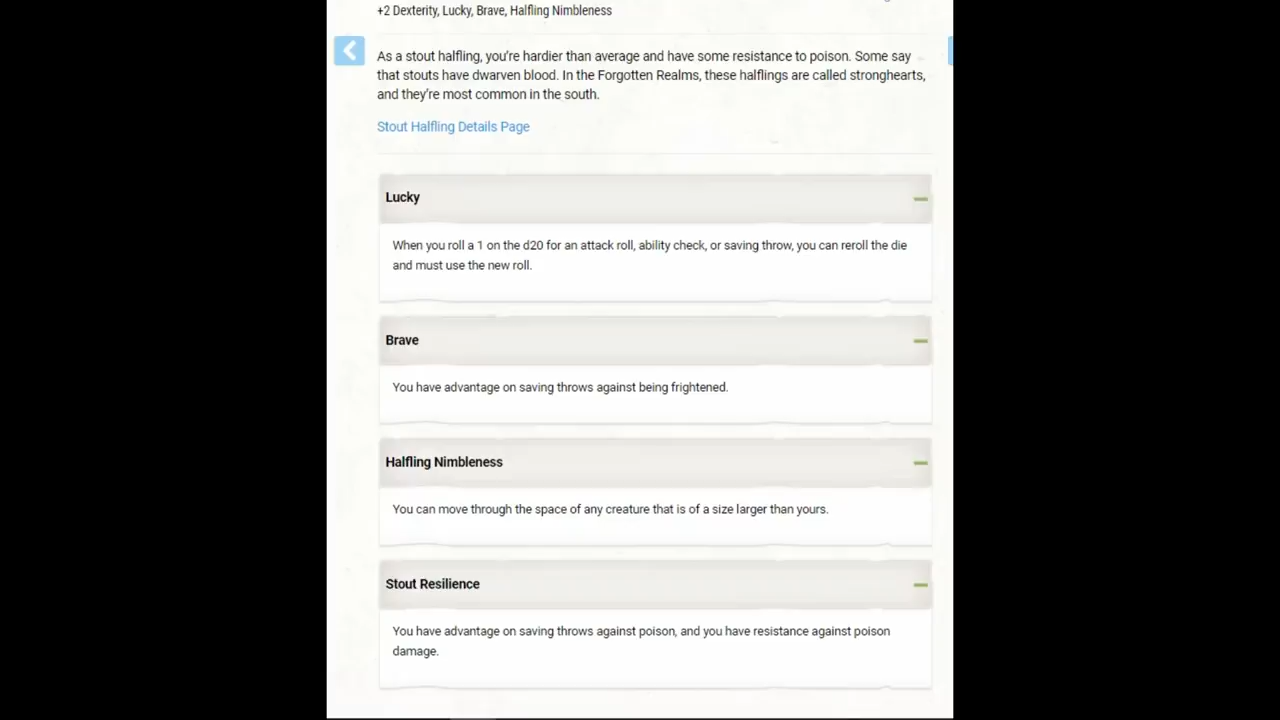 +2 Dexterity, Lucky, Brave, Halfling Nimbleness
As a stout halfling, you're hardier than average and have some resistance to poison. Some say
that stouts have dwarven blood. In the Forgotten Realms, these halflings are called stronghearts,
and they're most common in the south.
Stout Halfling Details Page
Lucky
When you roll a 1 on the d20 for an attack roll, ability check, or saving throw, you can reroll the die
and must use the new roll.
Brave
You have advantage on saving throws against being frightened.
Halfling Nimbleness
You can move through the space of any creature that is of a size larger than yours.
Stout Resilience
You have advantage on saving throws against poison, and you have resistance against poison
damage.